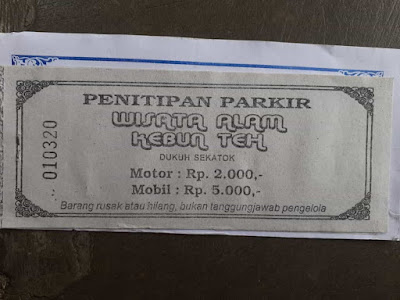 010320
PENITIPAN PARKIR
WISATA ALAM
KEBUN TEH
DUKUH SEKATOK
Motor : Rp. 2.000,-
Mobil : Rp. 5.000,-
Barang rusak atau hilang, bukan tanggungjawab pengelola